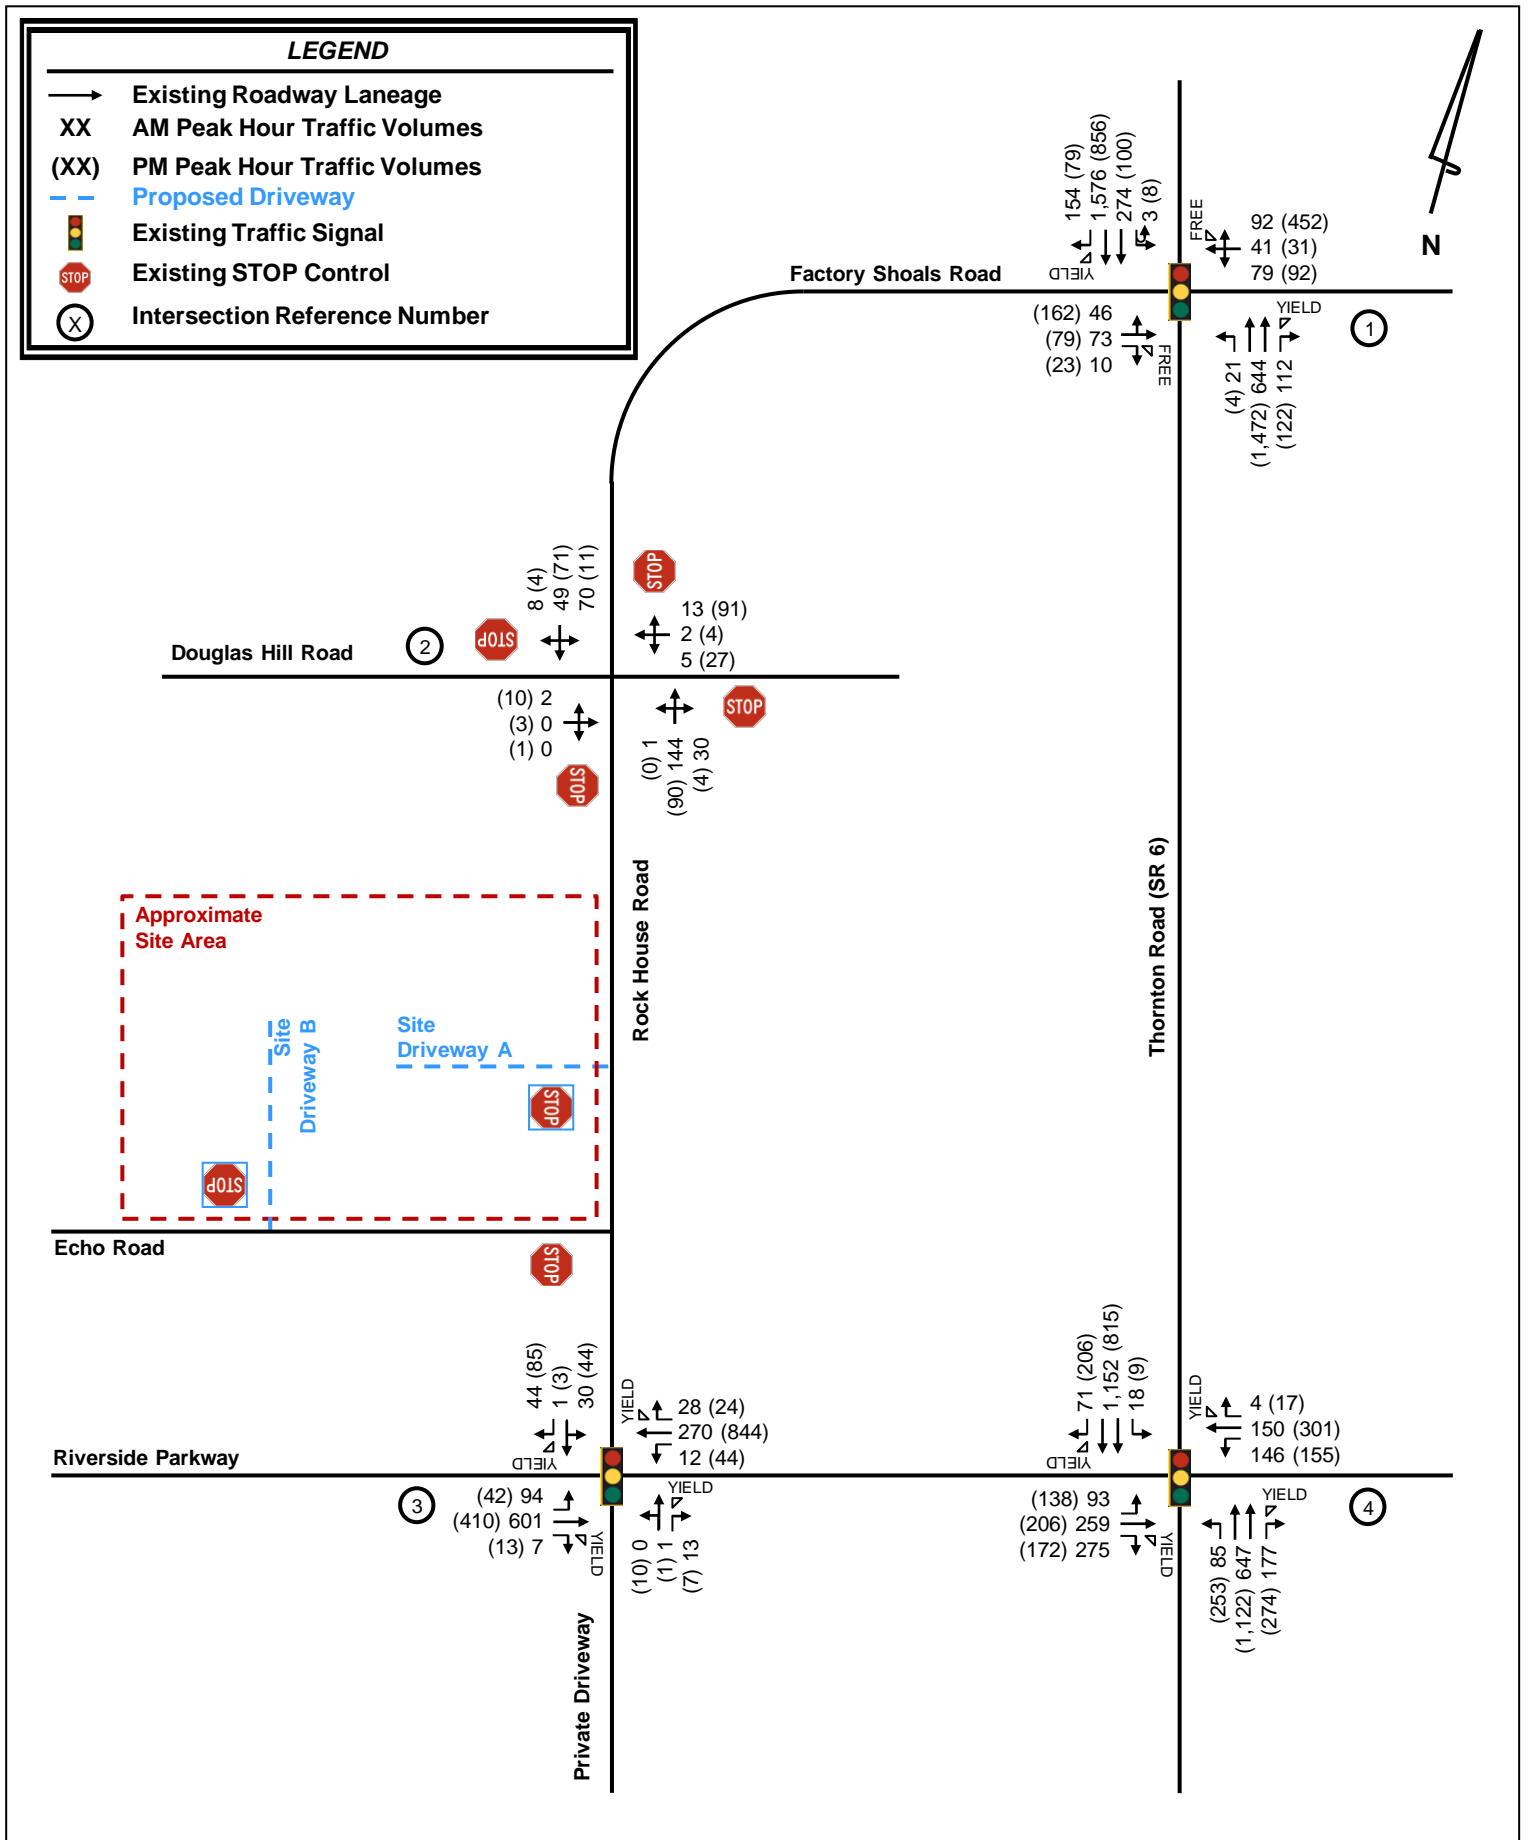 LEGEND
Existing Roadway Laneage
XX AM Peak Hour Traffic Volumes
(XX) PM Peak Hour Traffic Volumes
Proposed Driveway
Existing Traffic Signal
STOP Existing STOP Control
X Intersection Reference Number
N
154 (79)
1,576 (856)
274 (100)
3 (8)
YIELD
FREE
92 (452)
41 (31)
79 (92)
Factory Shoals Road
(162) 46
(79) 73
(23) 10
FREE
YIELD
1
(4) 21
(1,472) 644
(122) 112
8 (4)
49 (71)
70 (11)
STOP
STOP
13 (91)
2 (4)
5 (27)
2
Douglas Hill Road
(10) 2
(3) 0
(1) 0
STOP
STOP
(0) 1
(90) 144
(4) 30
Rock House Road
Thornton Road (SR 6)
Approximate
Site Area
Site
Driveway B
Site
Driveway A
STOP
STOP
Echo Road
STOP
44 (85)
1 (3)
30 (44)
YIELD
YIELD
28 (24)
270 (844)
12 (44)
Riverside Parkway
3
(42) 94
(410) 601
(13) 7
YIELD
YIELD
(10) 0
(1) 1
(7) 13
Private Driveway
71 (206)
1,152 (815)
18 (9)
YIELD
YIELD
4 (17)
150 (301)
146 (155)
(138) 93
(206) 259
(172) 275
YIELD
YIELD
4
(253) 85
(1,122) 647
(274) 177